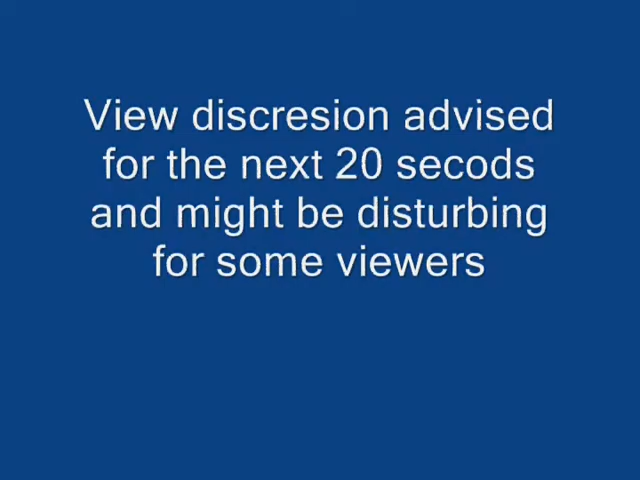 View discresion advised
for the next 20 secods
and might be disturbing
for some viewers